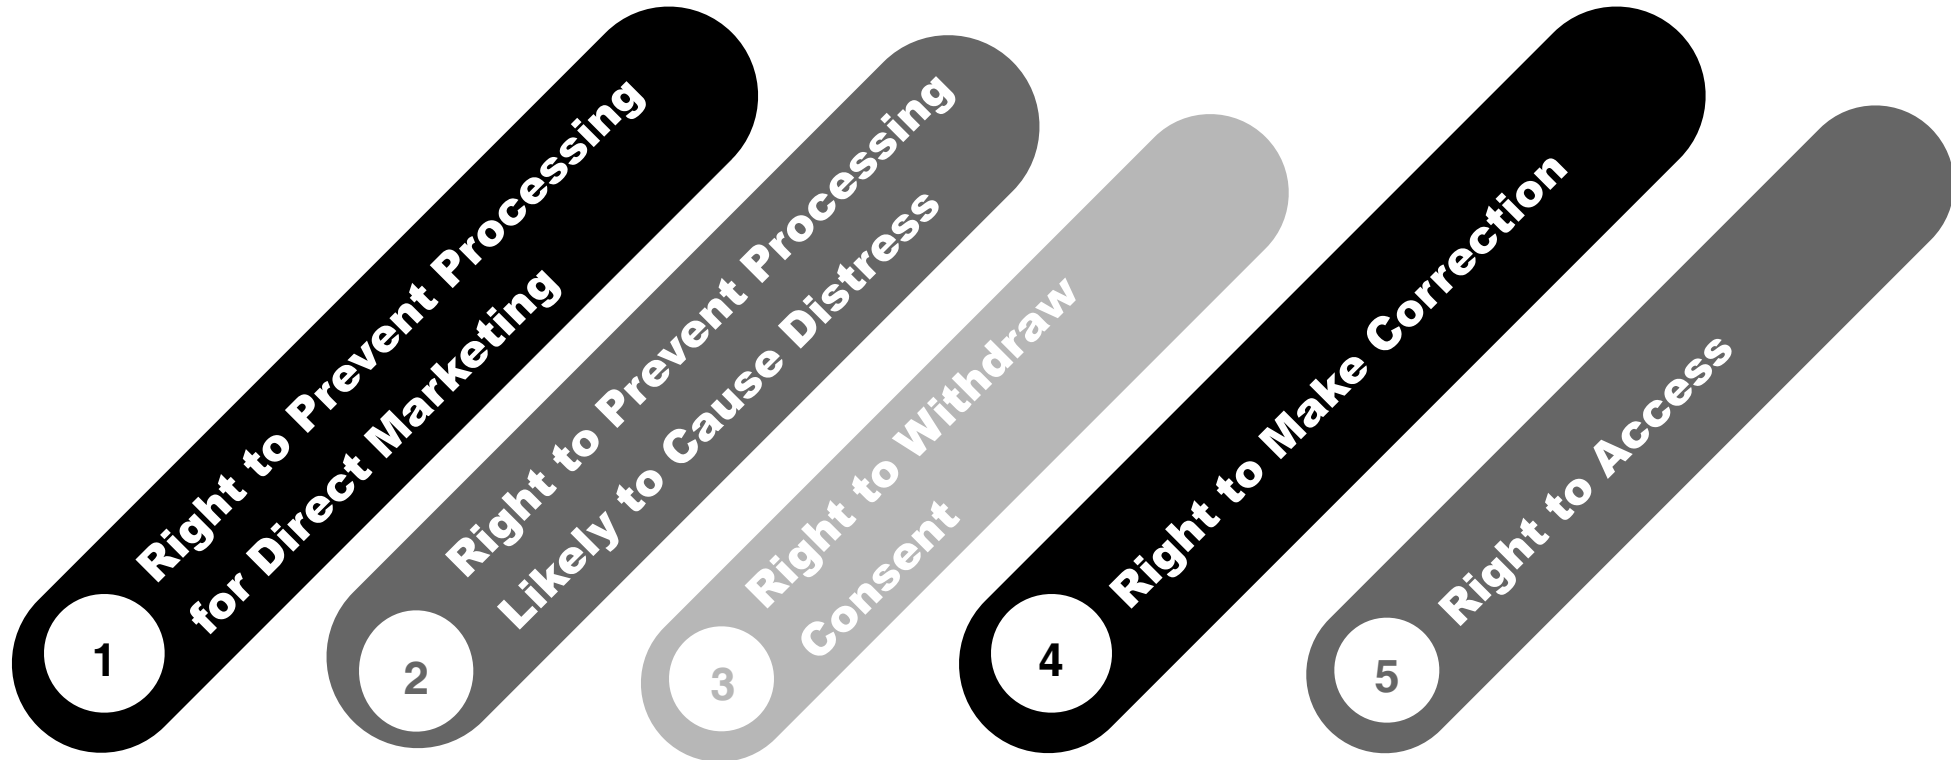 1
Right to Prevent Processing
for Direct Marketing
2
Right to Prevent Processing
Likely to Cause Distress
3
Right to Withdraw
Consent
4
Right to Make Correction
5
Right to Access